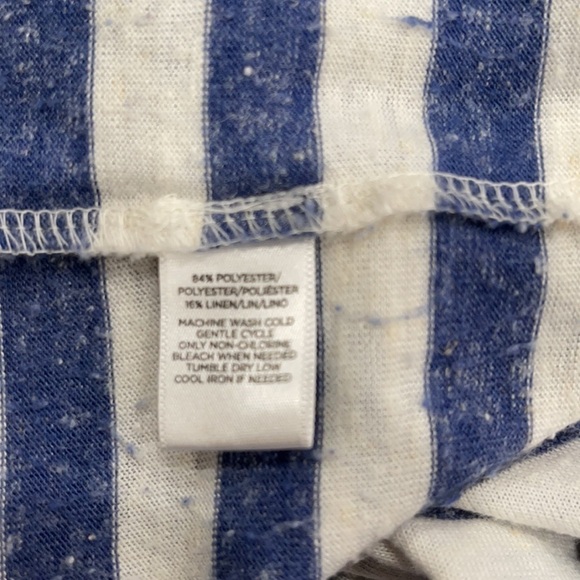 84% POLYESTER/
POLYESTER/POLIÉSTER
16% LINEN/LIN/LINO
MACHINE WASH COLD
GENTLE CYCLE
ONLY NON-CHLORINE
BLEACH WHEN NEEDED
TUMBLE DRY LOW
COOL IRON IF NEEDED